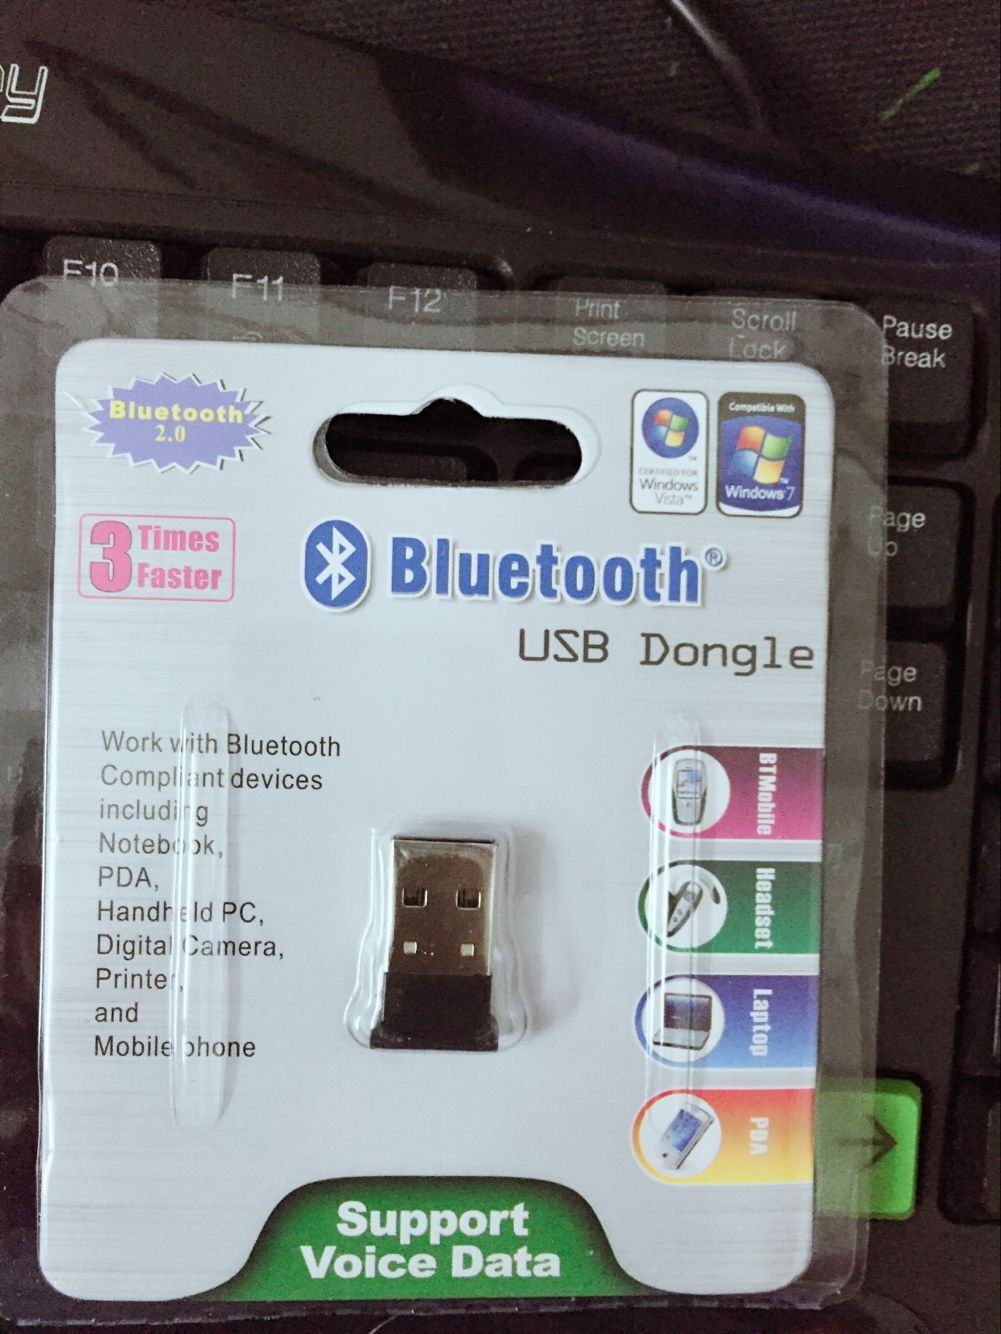 F10
F11
F12
Print
Screen
Scroll
Lock
Pause
Break
Page
Up
Page
Down
Bluetooth
2.0
3 Times
Faster
CERTIFIED FOR
Windows
Vista™
Compatible With
Windows 7
Bluetooth®
USB Dongle
Work with Bluetooth
Compliant devices
including
Notebook,
PDA,
Handheld PC,
Digital Camera,
Printer,
and
Mobile phone
BTMobile
Headset
Laptop
PDA
Support
Voice Data